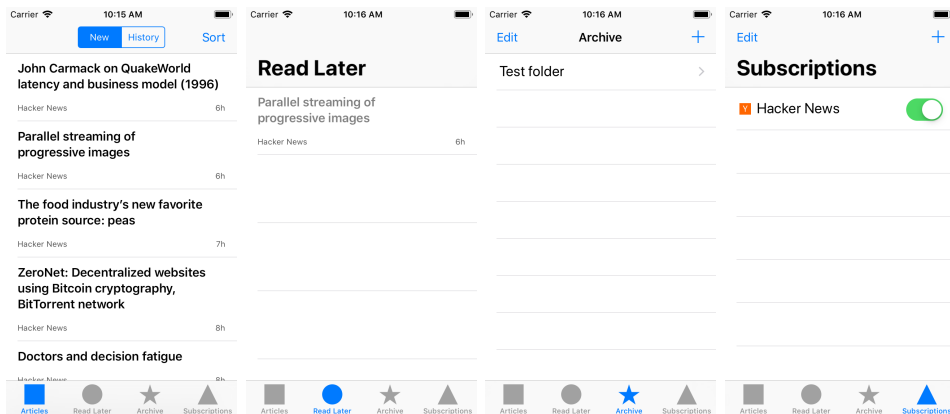 Carrier 10:15 AM
New History Sort
John Carmack on QuakeWorld
latency and business model (1996)
Hacker News 6h
Parallel streaming of
progressive images
Hacker News 6h
The food industry's new favorite
protein source: peas
Hacker News 7h
ZeroNet: Decentralized websites
using Bitcoin cryptography,
BitTorrent network
Hacker News 8h
Doctors and decision fatigue
Hacker News 8h
Articles Read Later Archive Subscriptions
Carrier 10:16 AM
Read Later
Parallel streaming of
progressive images
Hacker News 6h
Articles Read Later Archive Subscriptions
Carrier 10:16 AM
Edit Archive +
Test folder
Articles Read Later Archive Subscriptions
Carrier 10:16 AM
Edit +
Subscriptions
Y Hacker News
Articles Read Later Archive Subscriptions